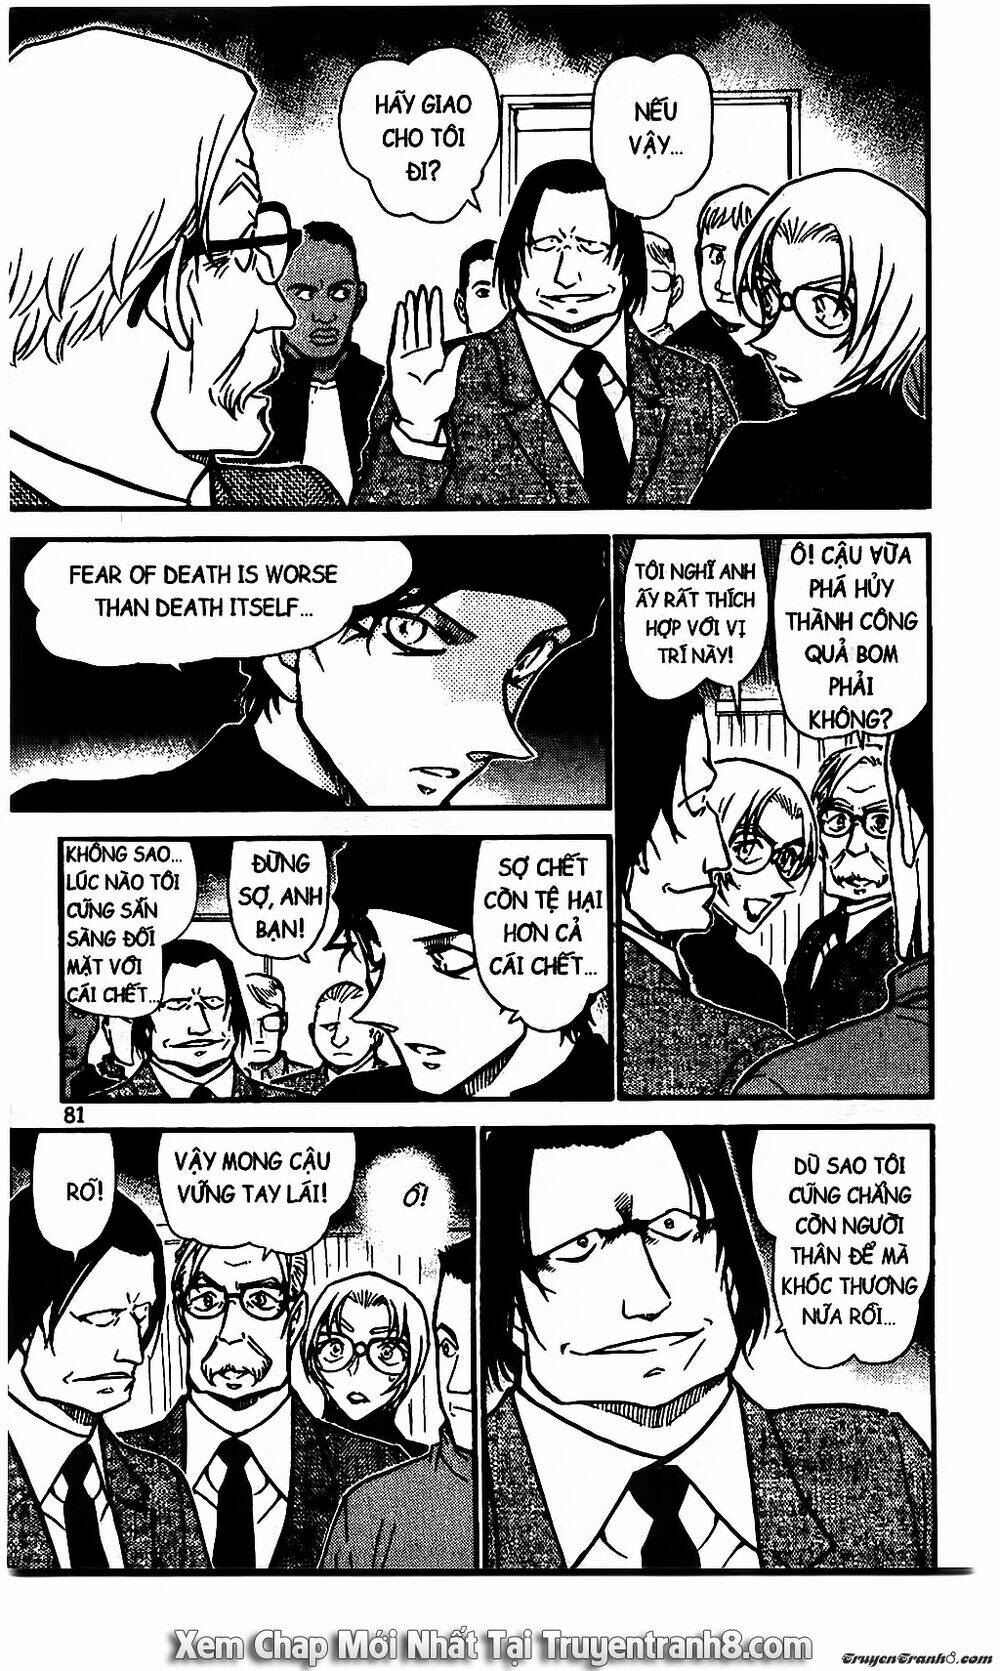 NẾU
VẬY...
HÃY GIAO
CHO TÔI
ĐI?
Ô! CẬU VỪA
PHÁ HỦY
THÀNH CÔNG
QUẢ BOM
PHẢI
KHÔNG?
TÔI NGHĨ ANH
ẤY RẤT THÍCH
HỢP VỚI VỊ
TRÍ NÀY!
FEAR OF DEATH IS WORSE
THAN DEATH ITSELF...
SỢ CHẾT
CÒN TỆ HẠI
HƠN CẢ
CÁI CHẾT...
ĐỪNG
SỢ, ANH
BẠN!
KHÔNG SAO...
LÚC NÀO TÔI
CŨNG SẴN
SÀNG ĐỐI
MẶT VỚI
CÁI CHẾT...
81
DÙ SAO TÔI
CŨNG CHẲNG
CÒN NGƯỜI
THÂN ĐỂ MÀ
KHÓC THƯƠNG
NỮA RỒI...
Ồ!
VẬY MONG CẬU
VỮNG TAY LÁI!
RÕ!
Xem Chap Mới Nhất Tại Truyentranh8.com
TruyenTranh8.com